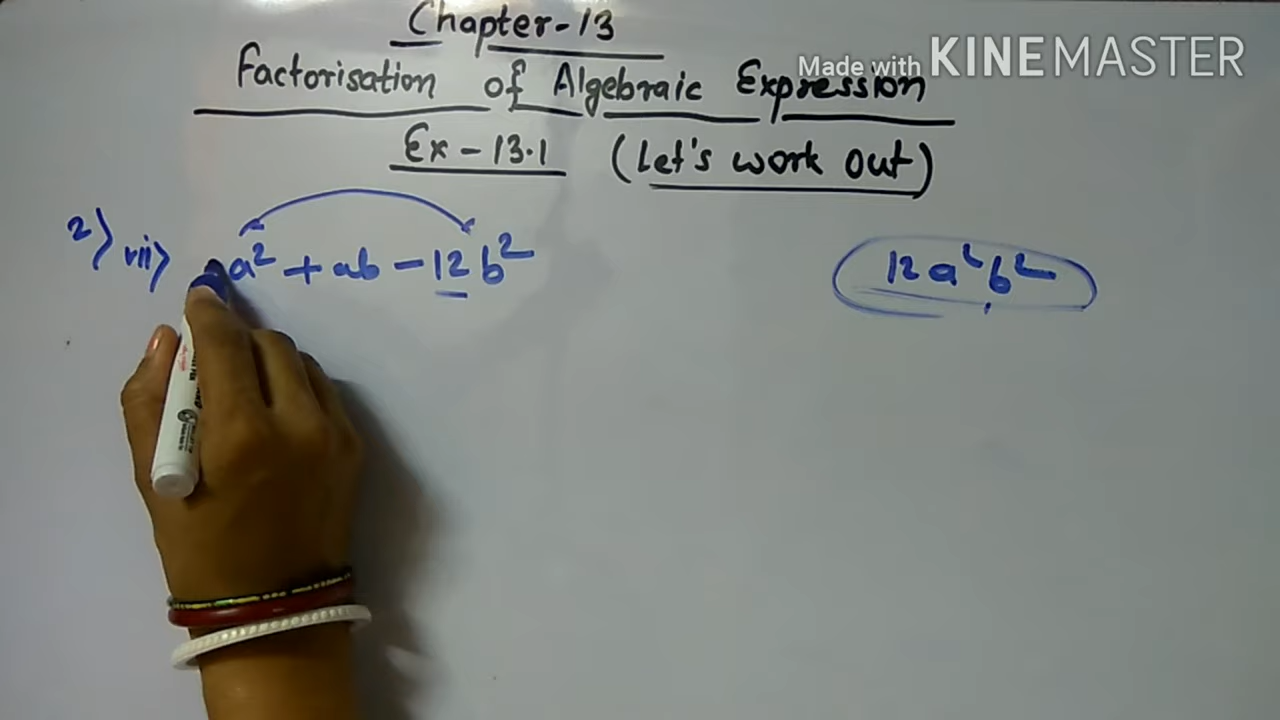 Chapter-13
Made with KINEMASTER
Factorisation of Algebraic Expression
Ex - 13.1 (Let's work out)
2) vii) a² + ab - 12b²
12a²b²